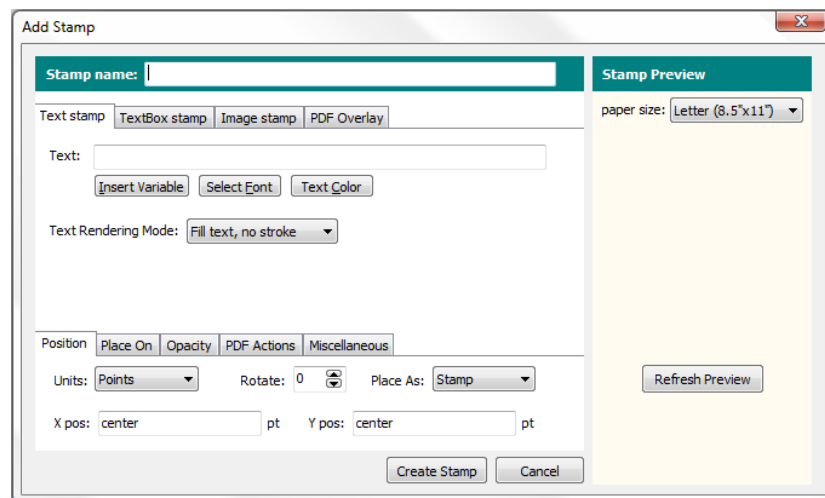 Add Stamp
Stamp name:
Stamp Preview
Text stamp TextBox stamp Image stamp PDF Overlay
paper size: Letter (8.5"x11")
Text:
Insert Variable Select Font Text Color
Text Rendering Mode: Fill text, no stroke
Position Place On Opacity PDF Actions Miscellaneous
Units: Points Rotate: 0 Place As: Stamp
Refresh Preview
X pos: center pt Y pos: center pt
Create Stamp Cancel